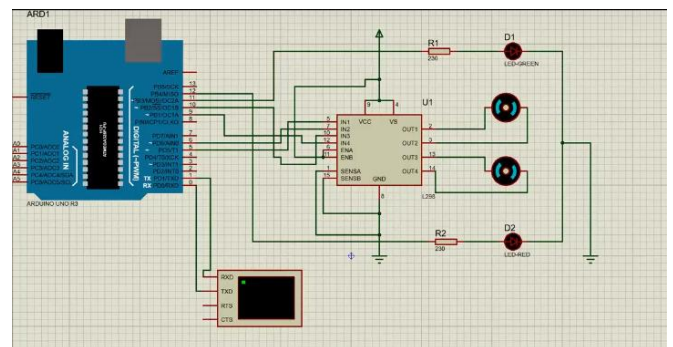 ARD1
ARDUINO UNO R3
RESET
AREF
13
12
11
10
9
8
7
6
5
4
3
2
1
0
TX
RX
ANALOG IN
DIGITAL (~PWM)
A0
A1
A2
A3
A4
A5
R1
230
D1
LED-GREEN
U1
9
4
VCC
VS
5
7
10
12
6
11
1
15
IN1
IN2
IN3
IN4
ENA
ENB
SENSA
SENSB
GND
8
OUT1
OUT2
OUT3
OUT4
2
3
13
14
L298
R2
230
D2
LED-RED
RXD
TXD
RTS
CTS